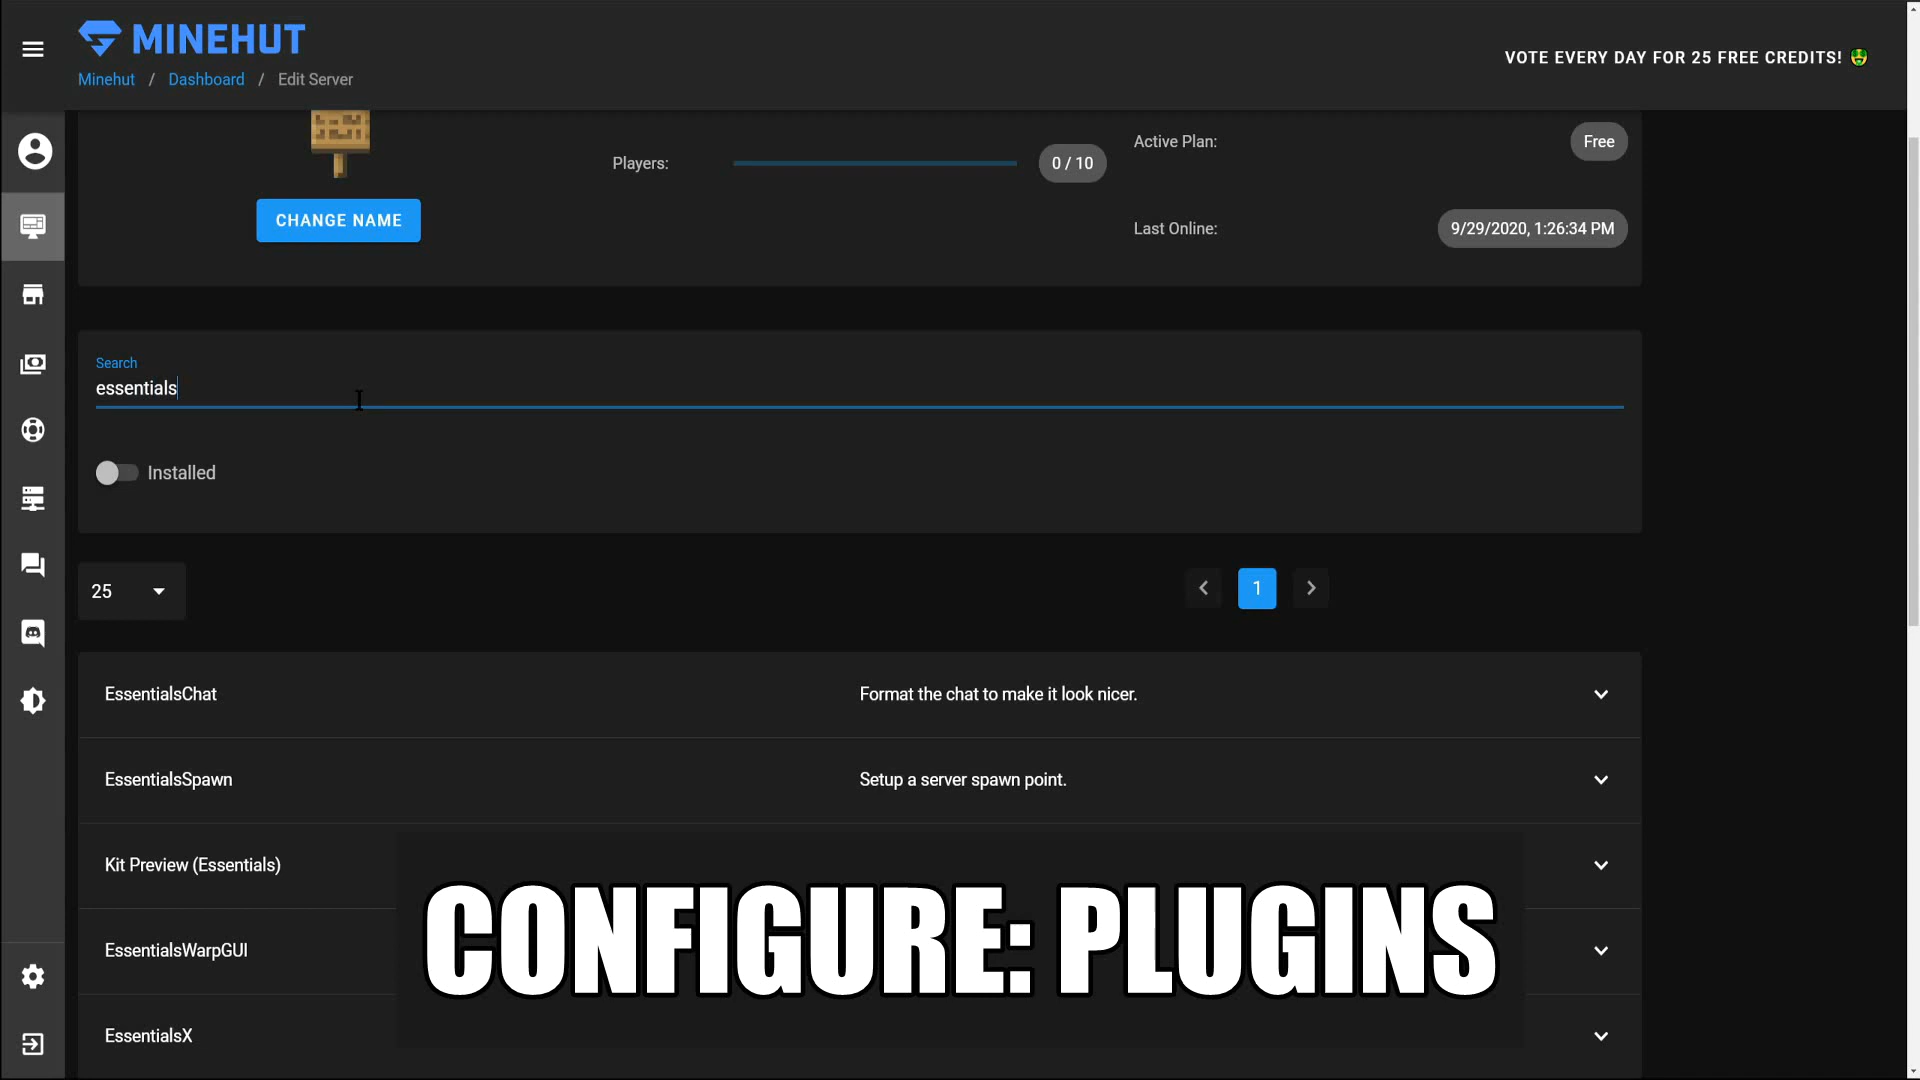 MINEHUT
Minehut / Dashboard / Edit Server
VOTE EVERY DAY FOR 25 FREE CREDITS! 🤑
Players: 0 / 10
Active Plan: Free
CHANGE NAME
Last Online: 9/29/2020, 1:26:34 PM
Search
essentials
Installed
25
1
EssentialsChat Format the chat to make it look nicer.
EssentialsSpawn Setup a server spawn point.
Kit Preview (Essentials)
EssentialsWarpGUI
EssentialsX
CONFIGURE: PLUGINS